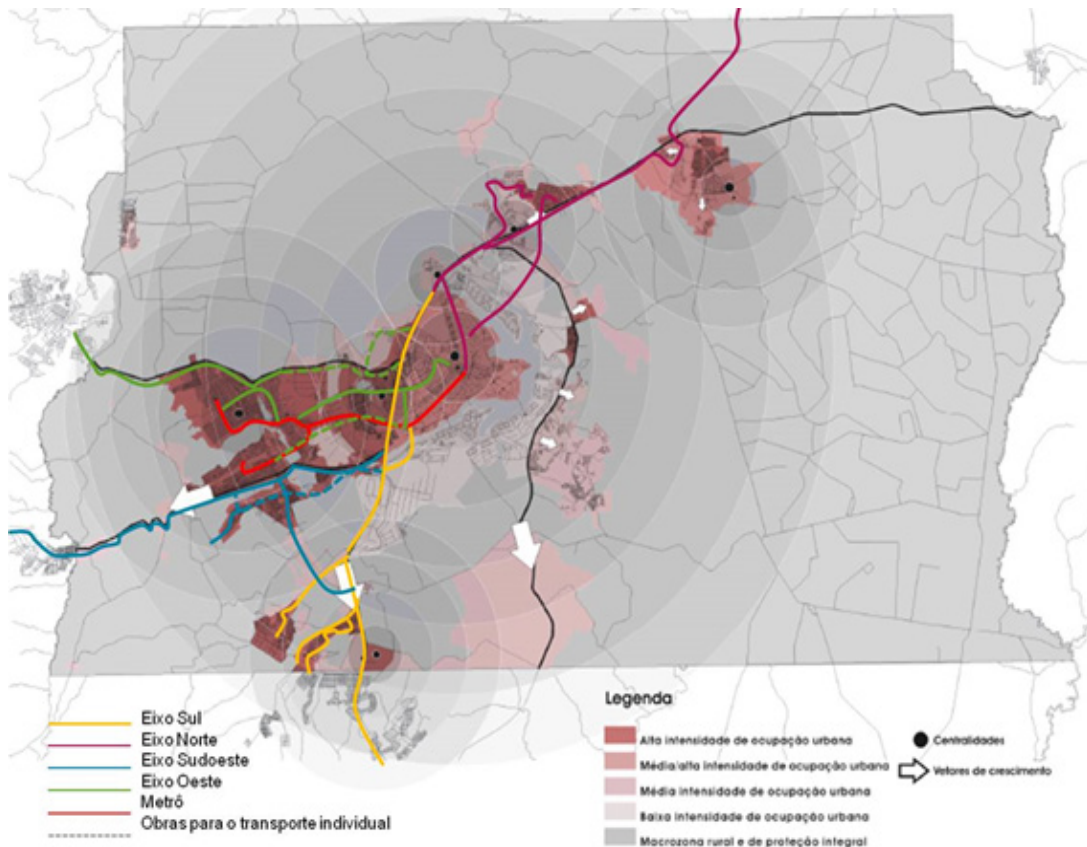 Eixo Sul
Eixo Norte
Eixo Sudoeste
Eixo Oeste
Metrô
Obras para o transporte individual
Legenda
Alta intensidade de ocupação urbana
Média/alta intensidade de ocupação urbana
Média intensidade de ocupação urbana
Baixa intensidade de ocupação urbana
Macrozona rural e de proteção integral
Centralidades
Vetores de crescimento